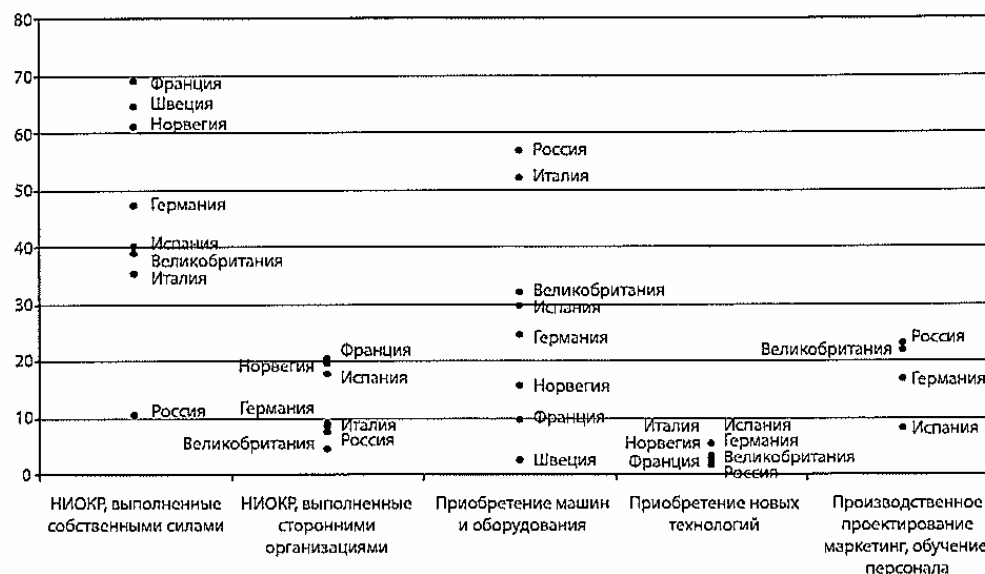 80
70
60
50
40
30
20
10
0
Франция
Швеция
Норвегия
Германия
Испания
Великобритания
Италия
Россия
Франция
Норвегия
Испания
Германия
Италия
Россия
Великобритания
Россия
Италия
Великобритания
Испания
Германия
Норвегия
Франция
Швеция
Италия Испания
Норвегия Германия
Франция Великобритания
Россия
Россия
Великобритания
Германия
Испания
НИОКР, выполненные
собственными силами
НИОКР, выполненные
сторонними
организациями
Приобретение машин
и оборудования
Приобретение новых
технологий
Производственное
проектирование
маркетинг, обучение
персонала